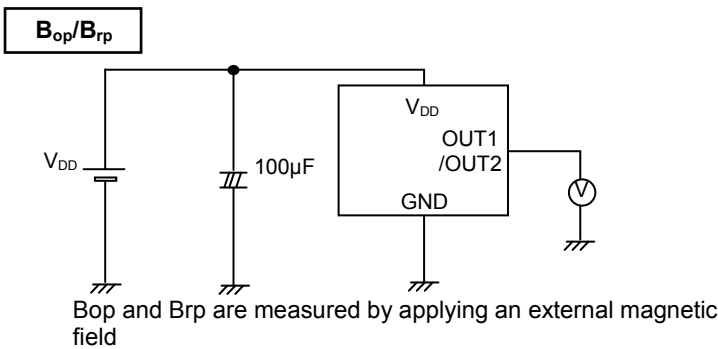 Bop/Brp
VDD
OUT1
/OUT2
VDD
100µF
GND
V
Bop and Brp are measured by applying an external magnetic
field